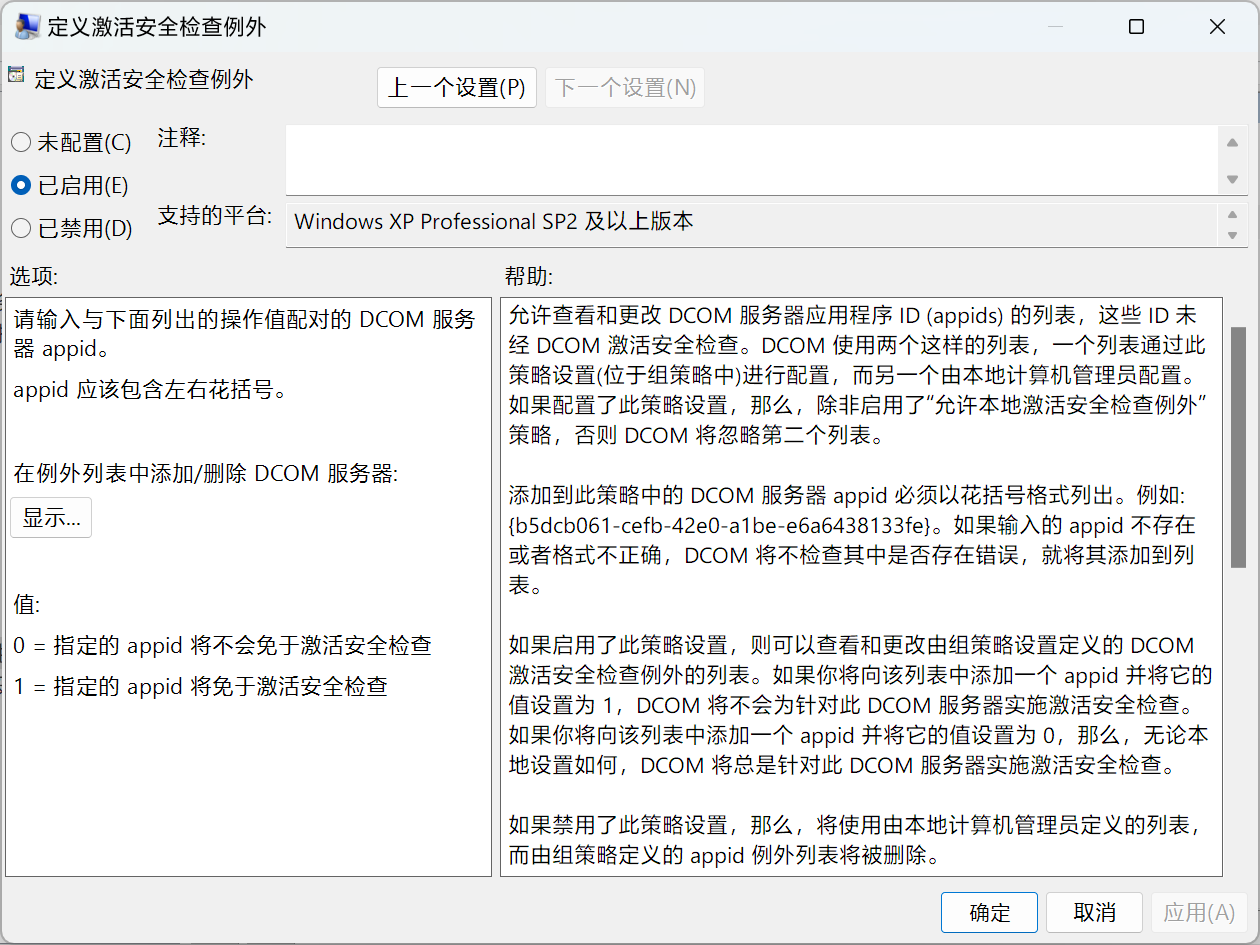 定义激活安全检查例外
定义激活安全检查例外
上一个设置(P)
下一个设置(N)
未配置(C)
注释:
已启用(E)
已禁用(D)
支持的平台:
Windows XP Professional SP2 及以上版本
选项:
帮助:
请输入与下面列出的操作值配对的 DCOM 服务
器 appid。
appid 应该包含左右花括号。
在例外列表中添加/删除 DCOM 服务器:
显示...
值:
0 = 指定的 appid 将不会免于激活安全检查
1 = 指定的 appid 将免于激活安全检查
允许查看和更改 DCOM 服务器应用程序 ID (appids) 的列表，这些 ID 未
经 DCOM 激活安全检查。DCOM 使用两个这样的列表，一个列表通过此
策略设置(位于组策略中)进行配置，而另一个由本地计算机管理员配置。
如果配置了此策略设置，那么，除非启用了“允许本地激活安全检查例外”
策略，否则 DCOM 将忽略第二个列表。
添加到此策略中的 DCOM 服务器 appid 必须以花括号格式列出。例如:
{b5dcb061-cefb-42e0-a1be-e6a6438133fe}。如果输入的 appid 不存在
或者格式不正确，DCOM 将不检查其中是否存在错误，就将其添加到列
表。
如果启用了此策略设置，则可以查看和更改由组策略设置定义的 DCOM
激活安全检查例外的列表。如果你将向该列表中添加一个 appid 并将它的
值设置为 1，DCOM 将不会为针对此 DCOM 服务器实施激活安全检查。
如果你将向该列表中添加一个 appid 并将它的值设置为 0，那么，无论本
地设置如何，DCOM 将总是针对此 DCOM 服务器实施激活安全检查。
如果禁用了此策略设置，那么，将使用由本地计算机管理员定义的列表，
而由组策略定义的 appid 例外列表将被删除。
确定
取消
应用(A)